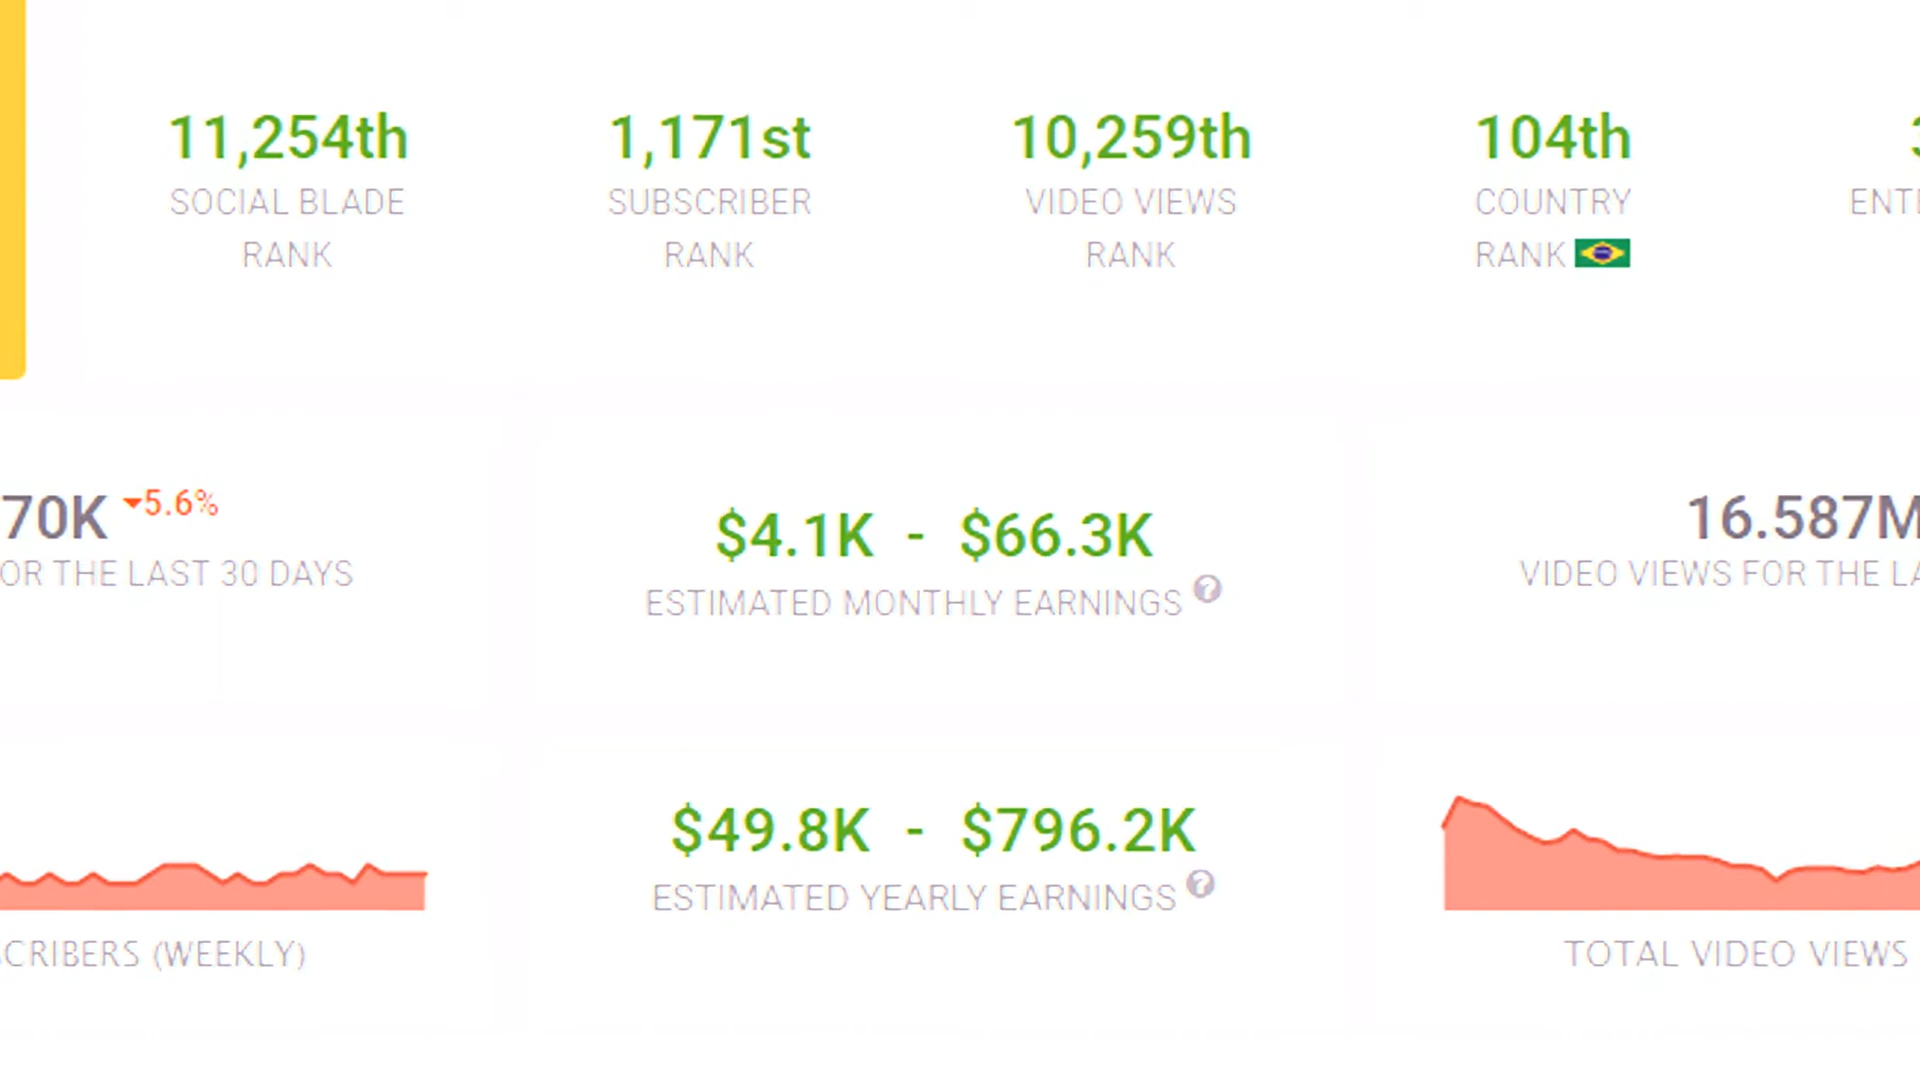 11,254th
SOCIAL BLADE
RANK
1,171st
SUBSCRIBER
RANK
10,259th
VIDEO VIEWS
RANK
104th
COUNTRY
RANK
70K 5.6%
OR THE LAST 30 DAYS
$4.1K - $66.3K
ESTIMATED MONTHLY EARNINGS ?
16.587M
VIDEO VIEWS FOR THE LA
$49.8K - $796.2K
ESTIMATED YEARLY EARNINGS ?
CRIBERS (WEEKLY)
TOTAL VIDEO VIEWS